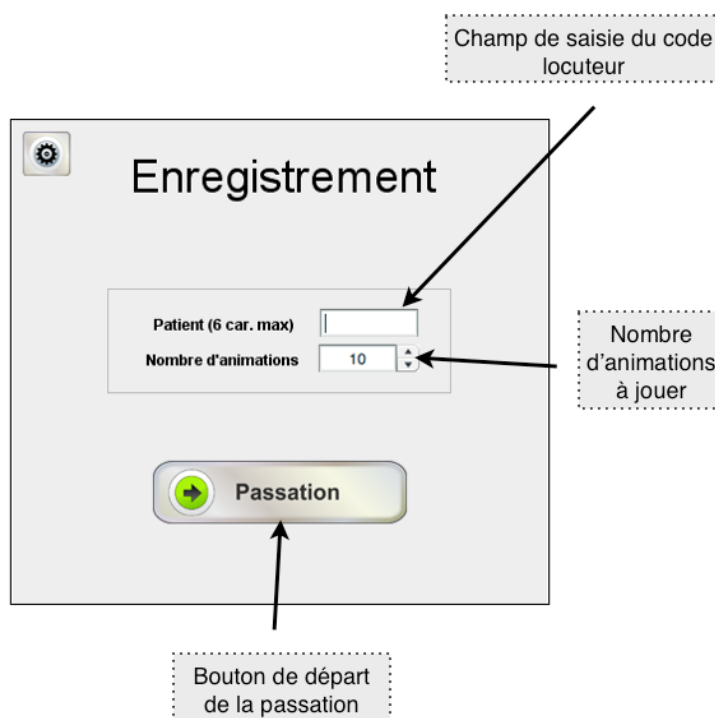 Champ de saisie du code
locuteur
Enregistrement
Patient (6 car. max)
Nombre d'animations 10
Nombre
d’animations
à jouer
Passation
Bouton de départ
de la passation